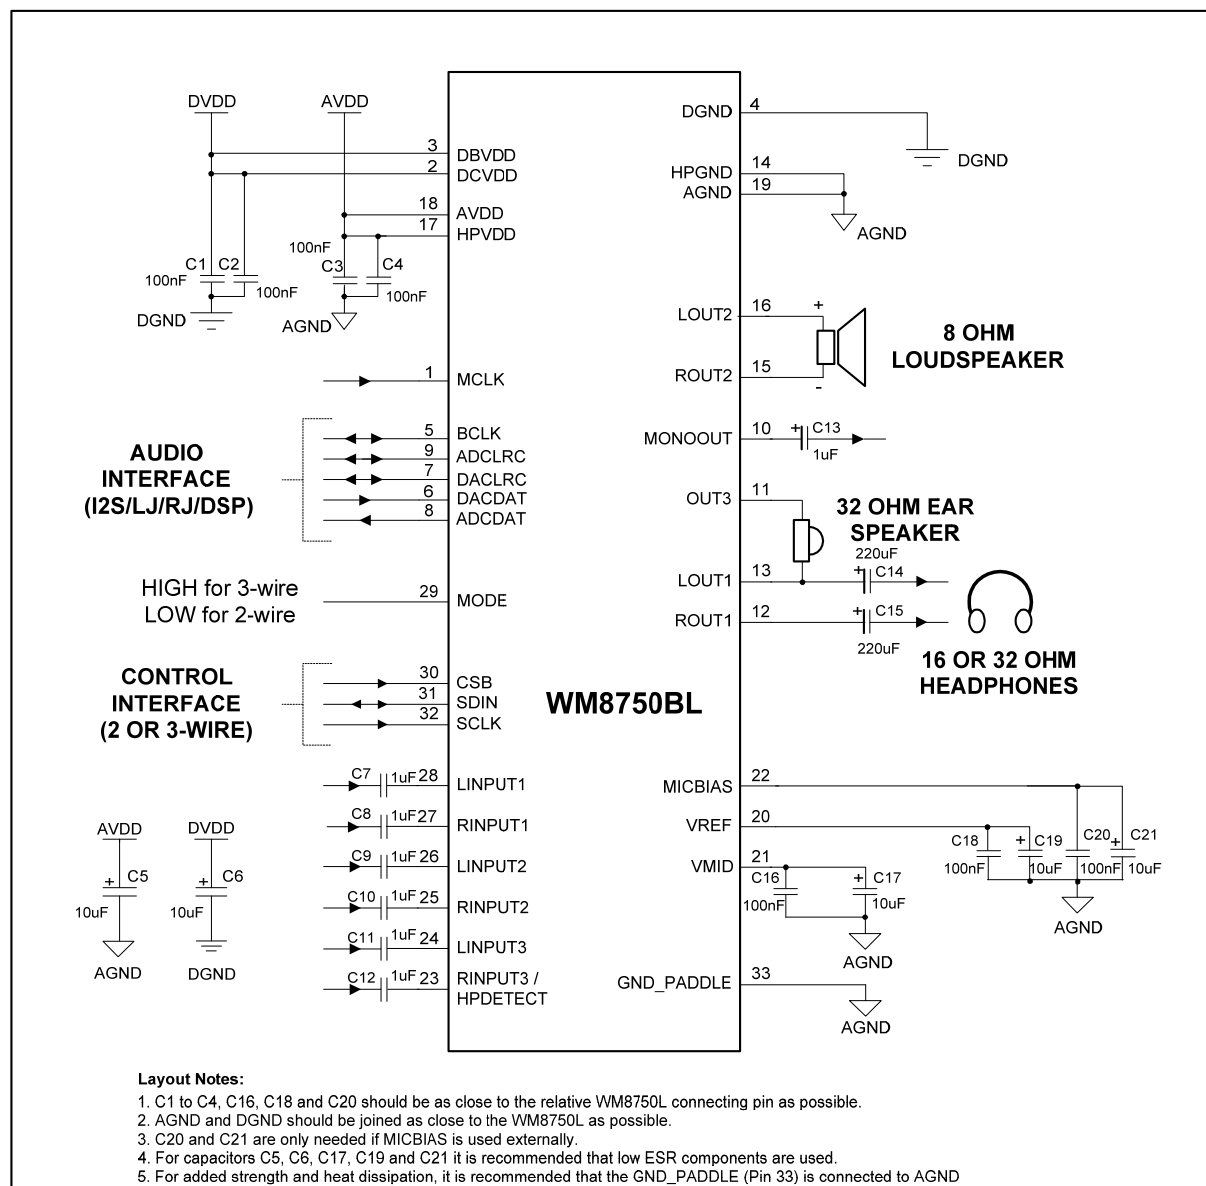 DVDD
AVDD
3 DBVDD
2 DCVDD
18 AVDD
17 HPVDD
100nF
C1 C2
100nF 100nF
C3 C4
100nF
DGND
AGND
DGND 4
DGND
HPGND 14
AGND 19
AGND
LOUT2 16
+
8 OHM
LOUDSPEAKER
ROUT2 15
-
1 MCLK
AUDIO
INTERFACE
(I2S/LJ/RJ/DSP)
5 BCLK
9 ADCLRC
7 DACLRC
6 DACDAT
8 ADCDAT
MONOOUT 10
+ C13
1uF
OUT3 11
32 OHM EAR
SPEAKER
220uF
LOUT1 13
+ C14
ROUT1 12
+ C15
220uF
16 OR 32 OHM
HEADPHONES
HIGH for 3-wire
LOW for 2-wire
29 MODE
CONTROL
INTERFACE
(2 OR 3-WIRE)
30 CSB
31 SDIN
32 SCLK
WM8750BL
C7 1uF 28 LINPUT1
C8 1uF 27 RINPUT1
C9 1uF 26 LINPUT2
C10 1uF 25 RINPUT2
C11 1uF 24 LINPUT3
C12 1uF 23 RINPUT3 /
HPDETECT
AVDD
+ C5
10uF
AGND
DVDD
+ C6
10uF
DGND
MICBIAS 22
VREF 20
C18 + C19 C20 + C21
100nF 10uF 100nF 10uF
AGND
VMID 21
C16 + C17
100nF 10uF
AGND
GND_PADDLE 33
AGND
Layout Notes:
1. C1 to C4, C16, C18 and C20 should be as close to the relative WM8750L connecting pin as possible.
2. AGND and DGND should be joined as close to the WM8750L as possible.
3. C20 and C21 are only needed if MICBIAS is used externally.
4. For capacitors C5, C6, C17, C19 and C21 it is recommended that low ESR components are used.
5. For added strength and heat dissipation, it is recommended that the GND_PADDLE (Pin 33) is connected to AGND